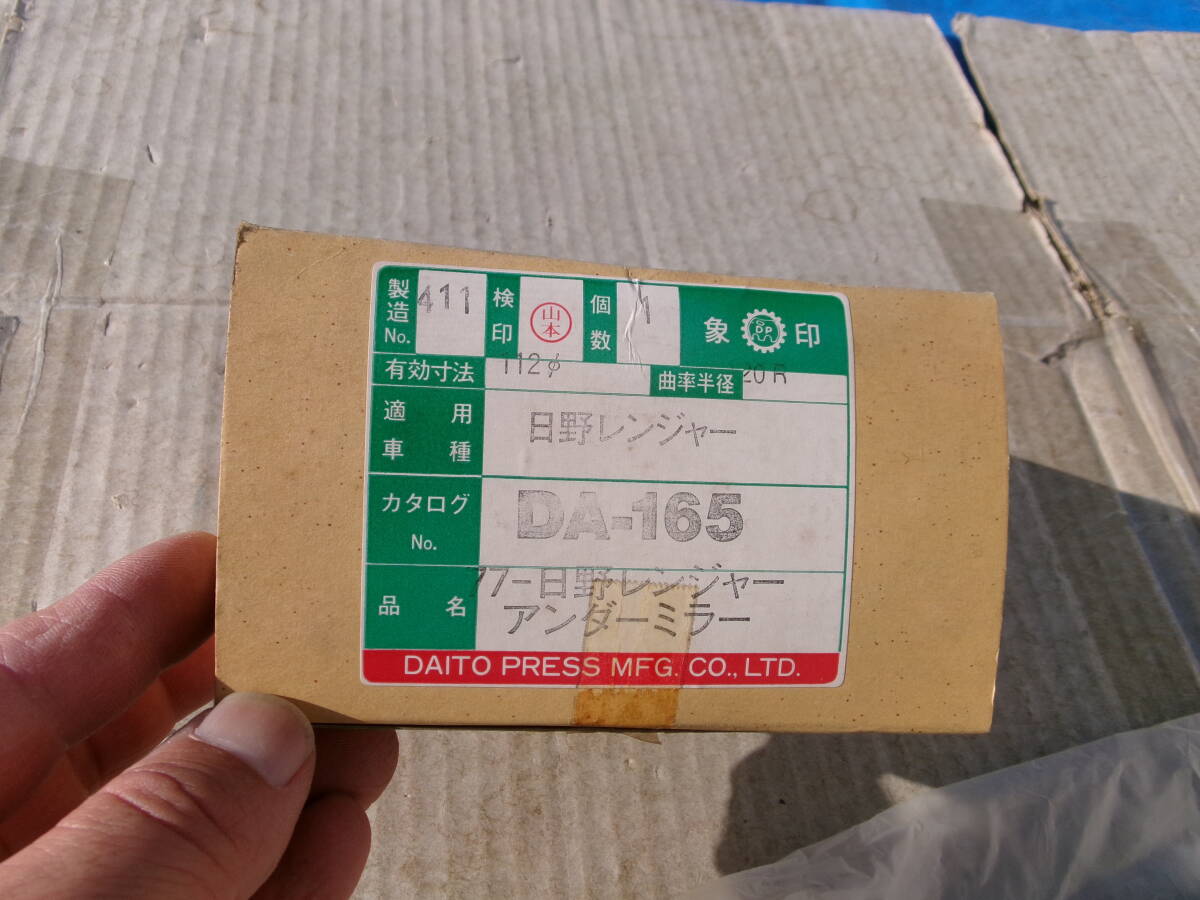 製造No. 411 検印 山本 個数 1 象 SDP 印
有効寸法 112φ 曲率半径 20R
適用車種 日野レンジャー
カタログNo. DA-165
品名 77-日野レンジャー
アンダーミラー
DAITO PRESS MFG. CO., LTD.